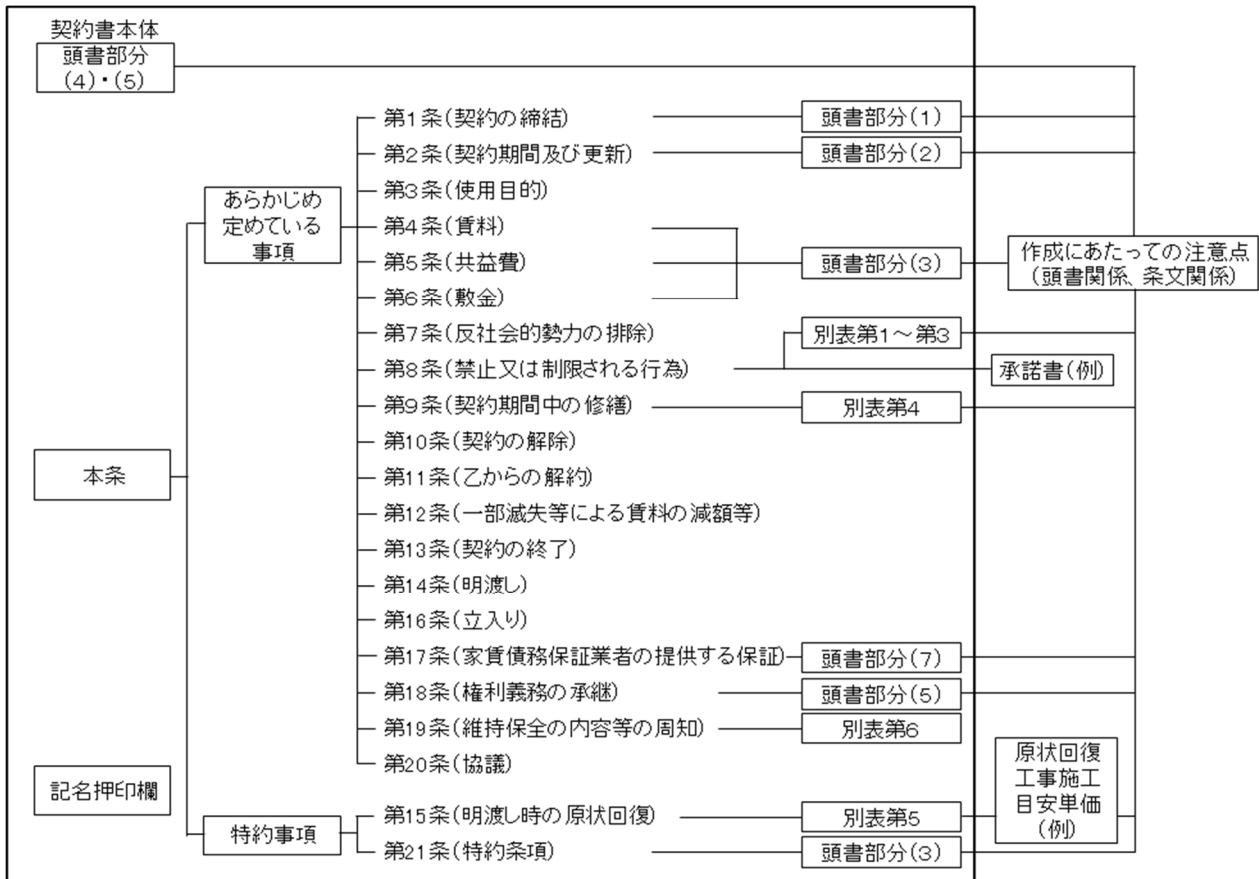 契約書本体
頭書部分
(4)・(5)
第1条(契約の締結)
頭書部分(1)
第2条(契約期間及び更新)
頭書部分(2)
あらかじめ
定めている
事項
第3条(使用目的)
第4条(賃料)
第5条(共益費)
頭書部分(3)
作成にあたっての注意点
(頭書関係、条文関係)
第6条(敷金)
第7条(反社会的勢力の排除)
別表第1～第3
第8条(禁止又は制限される行為)
承諾書(例)
第9条(契約期間中の修繕)
別表第4
第10条(契約の解除)
本条
第11条(乙からの解約)
第12条(一部滅失等による賃料の減額等)
第13条(契約の終了)
第14条(明渡し)
第16条(立入り)
第17条(家賃債務保証業者の提供する保証)
頭書部分(7)
第18条(権利義務の承継)
頭書部分(5)
第19条(維持保全の内容等の周知)
別表第6
第20条(協議)
記名押印欄
原状回復
工事施工
目安単価
(例)
特約事項
第15条(明渡し時の原状回復)
別表第5
第21条(特約条項)
頭書部分(3)